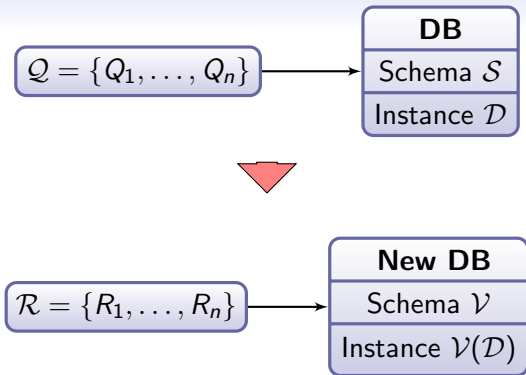 DB
𝒬 = {Q₁, . . . , Qₙ}
Schema 𝒮
Instance 𝒟
New DB
ℛ = {R₁, . . . , Rₙ}
Schema 𝒱
Instance 𝒱(𝒟)